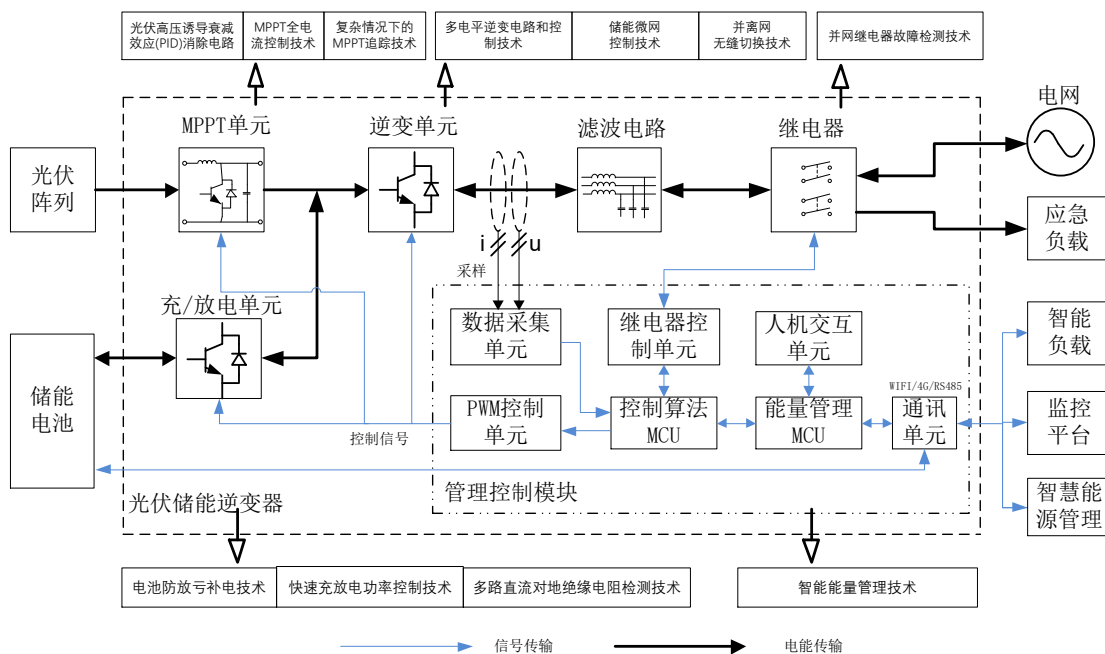 光伏高压诱导衰减
效应(PID)消除电路
MPPT全电
流控制技术
复杂情况下的
MPPT追踪技术
多电平逆变电路和控
制技术
储能微网
控制技术
并离网
无缝切换技术
并网继电器故障检测技术
电网
MPPT单元
逆变单元
滤波电路
继电器
光伏
阵列
应急
负载
i
u
采样
充/放电单元
数据采集
单元
继电器控
制单元
人机交互
单元
智能
负载
储能
电池
WIFI/4G/RS485
PWM控制
单元
控制算法
MCU
能量管理
MCU
通讯
单元
监控
平台
控制信号
管理控制模块
光伏储能逆变器
智慧能
源管理
电池防放亏补电技术
快速充放电功率控制技术
多路直流对地绝缘电阻检测技术
智能能量管理技术
信号传输
电能传输